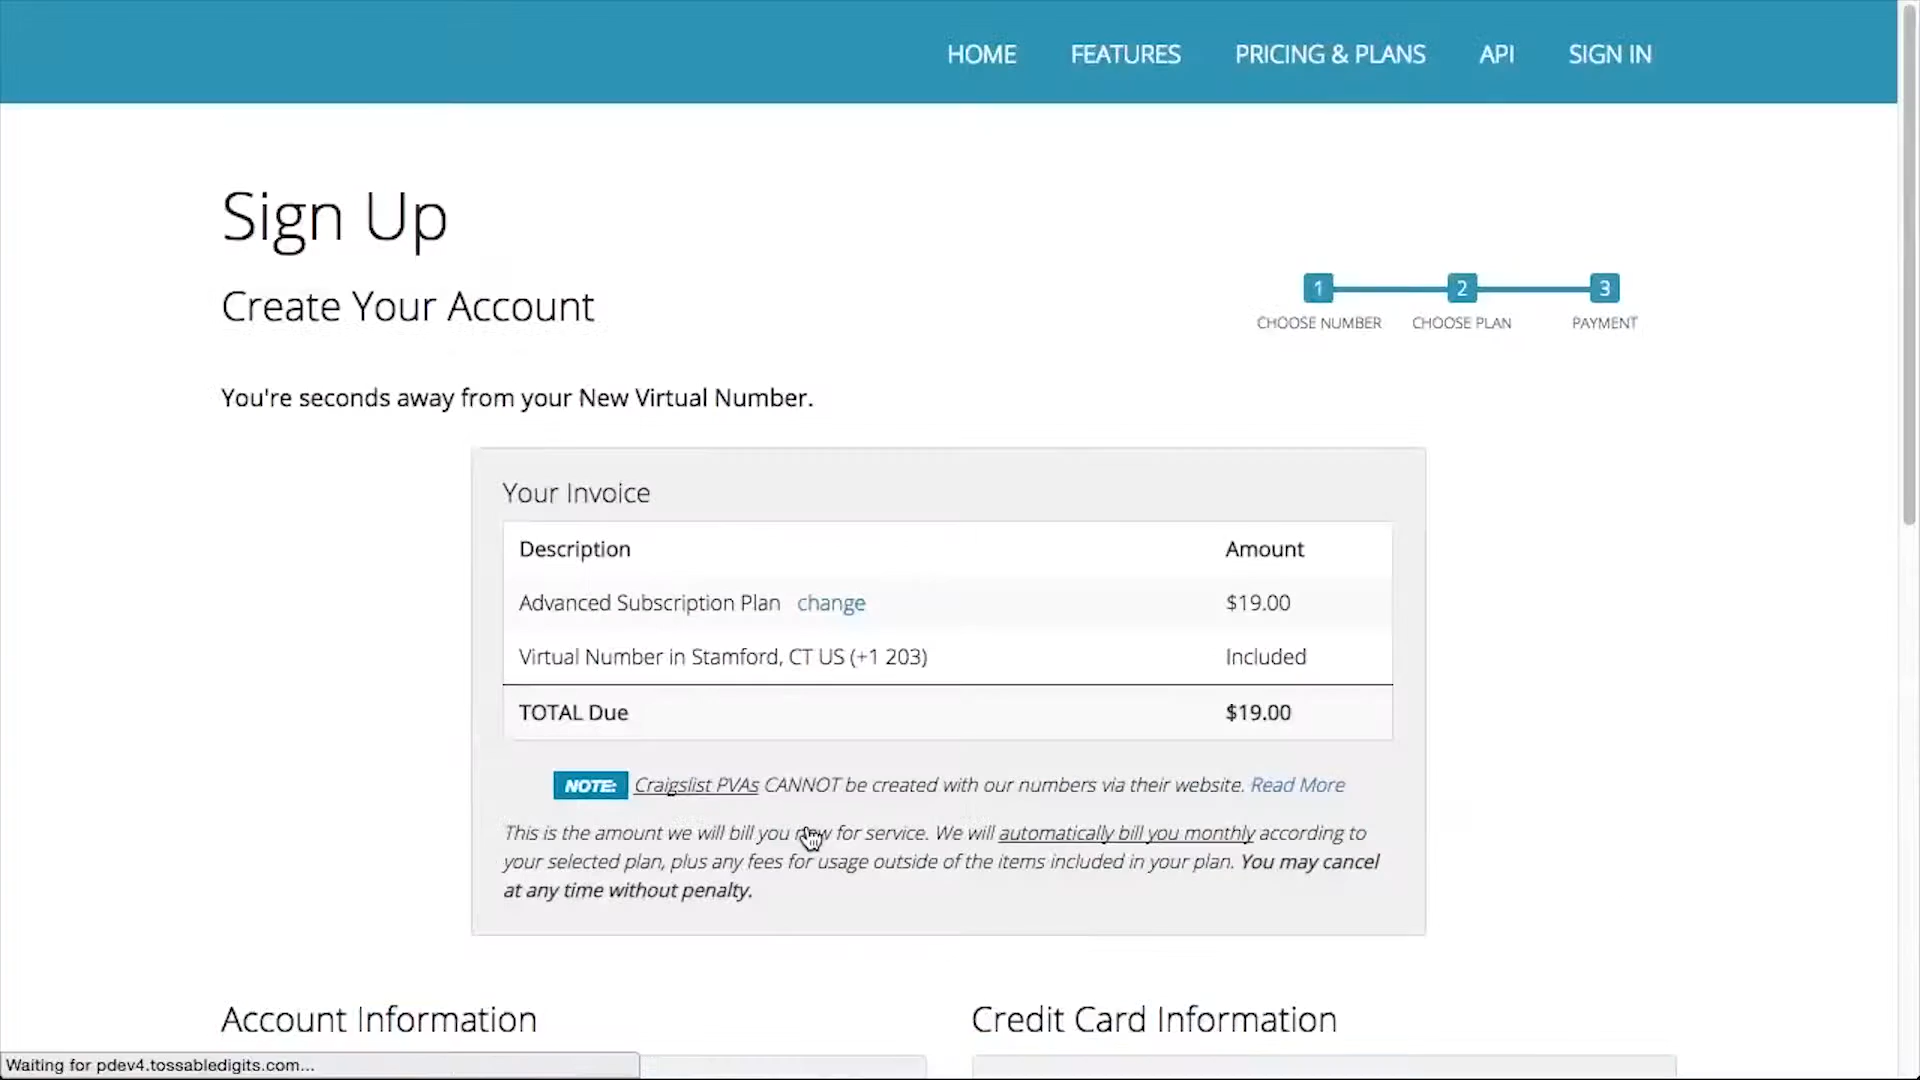 HOME FEATURES PRICING & PLANS API SIGN IN
Sign Up
Create Your Account
1 2 3
CHOOSE NUMBER CHOOSE PLAN PAYMENT
You're seconds away from your New Virtual Number.
Your Invoice
Description Amount
Advanced Subscription Plan change $19.00
Virtual Number in Stamford, CT US (+1 203) Included
TOTAL Due $19.00
NOTE: Craigslist PVAs CANNOT be created with our numbers via their website. Read More
This is the amount we will bill you now for service. We will automatically bill you monthly according to
your selected plan, plus any fees for usage outside of the items included in your plan. You may cancel
at any time without penalty.
Account Information Credit Card Information
Waiting for pdev4.tossabledigits.com...